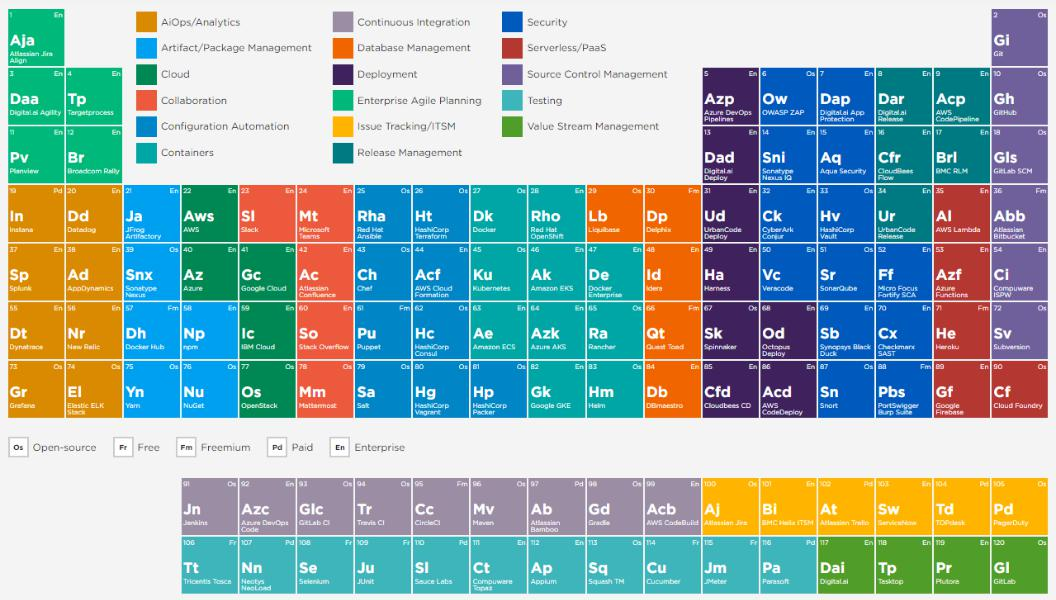 1 En
Aja
Atlassian Jira
Align
AiOps/Analytics
Artifact/Package Management
Cloud
Collaboration
Configuration Automation
Containers
Continuous Integration
Database Management
Deployment
Enterprise Agile Planning
Issue Tracking/ITSM
Release Management
Security
Serverless/PaaS
Source Control Management
Testing
Value Stream Management
2 Os
Gi
Git
3 En
Daa
Digital.ai Agility
4 En
Tp
Targetprocess
5 En
Azp
Azure DevOps
Pipelines
6 Os
Ow
OWASP ZAP
7 En
Dap
Digital.ai App
Protection
8 En
Dar
Digital.ai
Release
9 En
Acp
AWS
CodePipeline
10 Os
Gh
GitHub
11 En
Pv
Planview
12 En
Br
Broadcom Rally
13 En
Dad
Digital.ai
Deploy
14 En
Sni
Sonatype
Nexus IQ
15 En
Aq
Aqua Security
16 En
Cfr
CloudBees
Flow
17 En
Brl
BMC RLM
18 Os
Gls
GitLab SCM
19 Pd
In
Instana
20 En
Dd
Datadog
21 En
Ja
JFrog
Artifactory
22 En
Aws
AWS
23 En
Sl
Slack
24 En
Mt
Microsoft
Teams
25 Os
Rha
Red Hat
Ansible
26 Os
Ht
HashiCorp
Terraform
27 Os
Dk
Docker
28 En
Rho
Red Hat
OpenShift
29 Os
Lb
Liquibase
30 Fm
Dp
Delphix
31 En
Ud
UrbanCode
Deploy
32 En
Ck
CyberArk
Conjur
33 Os
Hv
HashiCorp
Vault
34 En
Ur
UrbanCode
Release
35 En
Al
AWS Lambda
36 Fm
Abb
Atlassian
Bitbucket
37 En
Sp
Splunk
38 En
Ad
AppDynamics
39 Os
Snx
Sonatype
Nexus
40 En
Az
Azure
41 En
Gc
Google Cloud
42 En
Ac
Atlassian
Confluence
43 Os
Ch
Chef
44 En
Acf
AWS Cloud
Formation
45 Os
Ku
Kubernetes
46 En
Ak
Amazon EKS
47 En
De
Docker
Enterprise
48 En
Id
Idera
49 En
Ha
Harness
50 En
Vc
Veracode
51 Os
Sr
SonarQube
52 En
Ff
Micro Focus
Fortify SCA
53 En
Azf
Azure
Functions
54 En
Ci
Compuware
ISPW
55 En
Dt
Dynatrace
56 En
Nr
New Relic
57 Fm
Dh
Docker Hub
58 En
Np
npm
59 En
Ic
IBM Cloud
60 En
So
Stack Overflow
61 Fm
Pu
Puppet
62 Os
Hc
HashiCorp
Consul
63 En
Ae
Amazon ECS
64 En
Azk
Azure AKS
65 Os
Ra
Rancher
66 Fm
Qt
Quest Toad
67 Os
Sk
Spinnaker
68 En
Od
Octopus
Deploy
69 En
Sb
Synopsys Black
Duck
70 En
Cx
Checkmarx
SAST
71 Fm
He
Heroku
72 Os
Sv
Subversion
73 Os
Gr
Grafana
74 Os
El
Elastic ELK
Stack
75 Os
Yn
Yarn
76 Os
Nu
NuGet
77 Os
Os
OpenStack
78 Os
Mm
Mattermost
79 Os
Sa
Salt
80 Os
Hg
HashiCorp
Vagrant
81 Os
Hp
HashiCorp
Packer
82 En
Gk
Google GKE
83 Os
Hm
Helm
84 En
Db
DBmaestro
85 En
Cfd
Cloudbees CD
86 En
Acd
AWS
CodeDeploy
87 Os
Sn
Snort
88 Fm
Pbs
PortSwigger
Burp Suite
89 En
Gf
Google
Firebase
90 Os
Cf
Cloud Foundry
Os Open-source Fr Free Fm Freemium Pd Paid En Enterprise
91 Os
Jn
Jenkins
92 En
Azc
Azure DevOps
Code
93 Os
Glc
GitLab CI
94 Os
Tr
Travis CI
95 Fm
Cc
CircleCI
96 Os
Mv
Maven
97 Pd
Ab
Atlassian
Bamboo
98 Os
Gd
Gradle
99 En
Acb
AWS CodeBuild
100 Os
Aj
Atlassian Jira
101 En
Bi
BMC Helix ITSM
102 Pd
At
Atlassian Trello
103 En
Sw
ServiceNow
104 Pd
Td
TOPdesk
105 Os
Pd
PagerDuty
106 Fr
Tt
Tricentis Tosca
107 Pd
Nn
Neotys
NeoLoad
108 Fr
Se
Selenium
109 Fr
Ju
JUnit
110 Pd
Sl
Sauce Labs
111 En
Ct
Compuware
Topaz
112 En
Ap
Appium
113 Os
Sq
Squash TM
114 Fr
Cu
Cucumber
115 Fr
Jm
JMeter
116 Pd
Pa
Parasoft
117 En
Dai
Digital.ai
118 En
Tp
Tasktop
119 En
Pr
Plutora
120 Os
Gl
GitLab